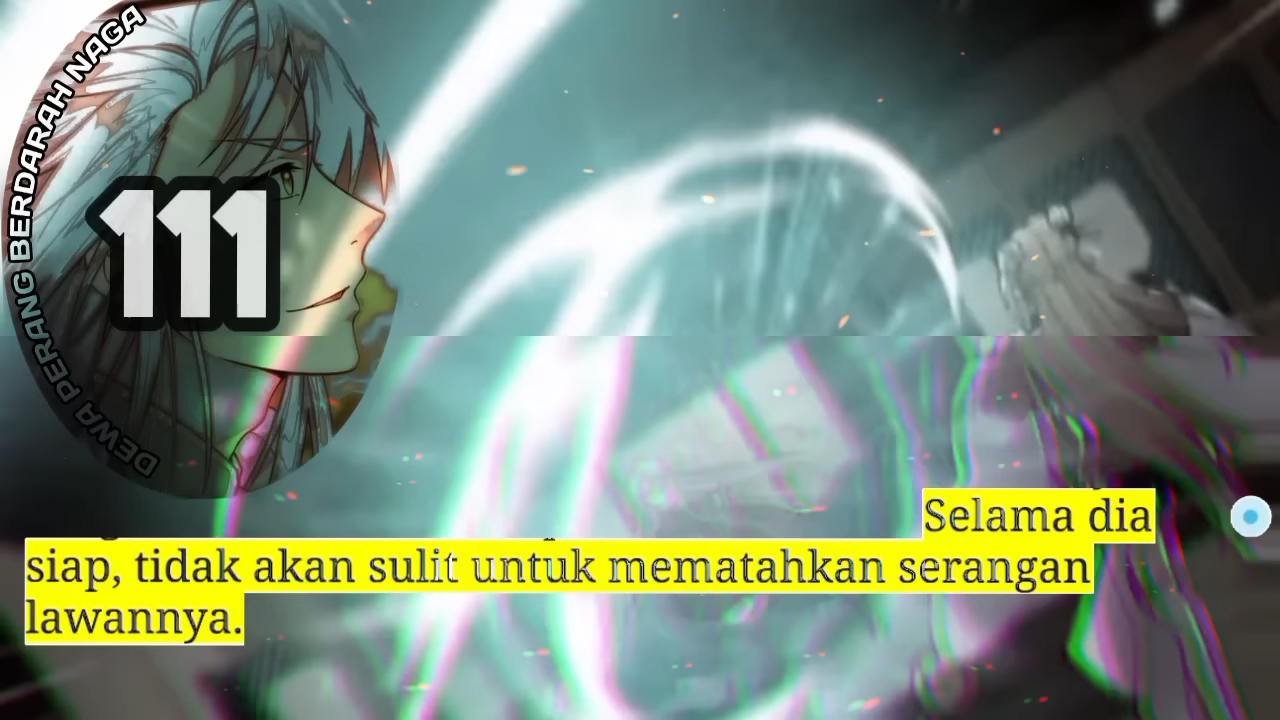 DEWA PERANG BERDARAH NAGA
111
Selama dia
siap, tidak akan sulit untuk mematahkan serangan
lawannya.